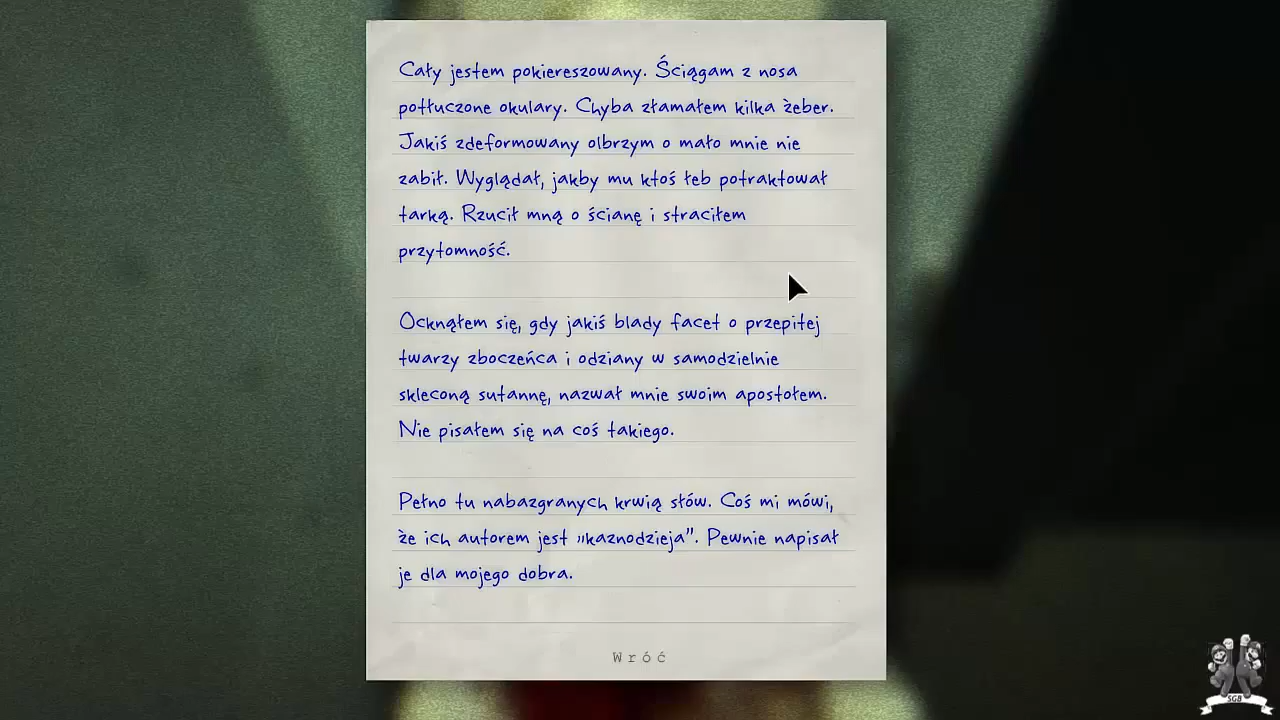 Cały jestem pokiereszowany. Ściągam z nosa
potłuczone okulary. Chyba złamałem kilka żeber.
Jakiś zdeformowany olbrzym o mało mnie nie
zabił. Wyglądał, jakby mu ktoś łeb potraktował
tarką. Rzucił mną o ścianę i straciłem
przytomność.
Ocknąłem się, gdy jakiś blady facet o przepitej
twarzy zboczeńca i odziany w samodzielnie
skleconą sutannę, nazwał mnie swoim apostołem.
Nie pisałem się na coś takiego.
Pełno tu nabazgranych krwią słów. Coś mi mówi,
że ich autorem jest „kaznodzieja”. Pewnie napisał
je dla mojego dobra.
Wróć
SGB